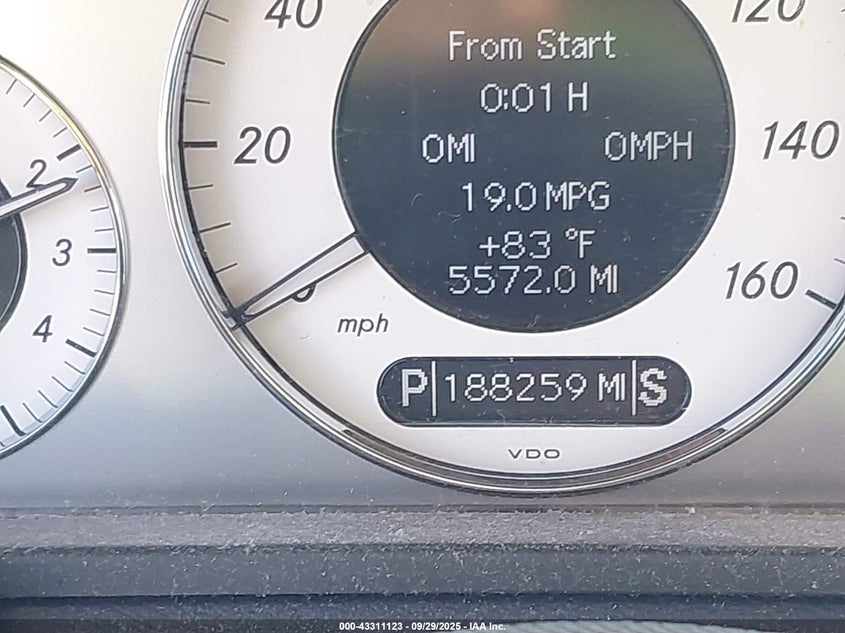 40
120
From Start
0:01 H
20
0MI
0MPH
140
2
19.0 MPG
3
+83 °F
5572.0 MI
160
0
4
mph
P 188259 MI S
VDO
000-43311123 - 09/29/2025 - IAA Inc.